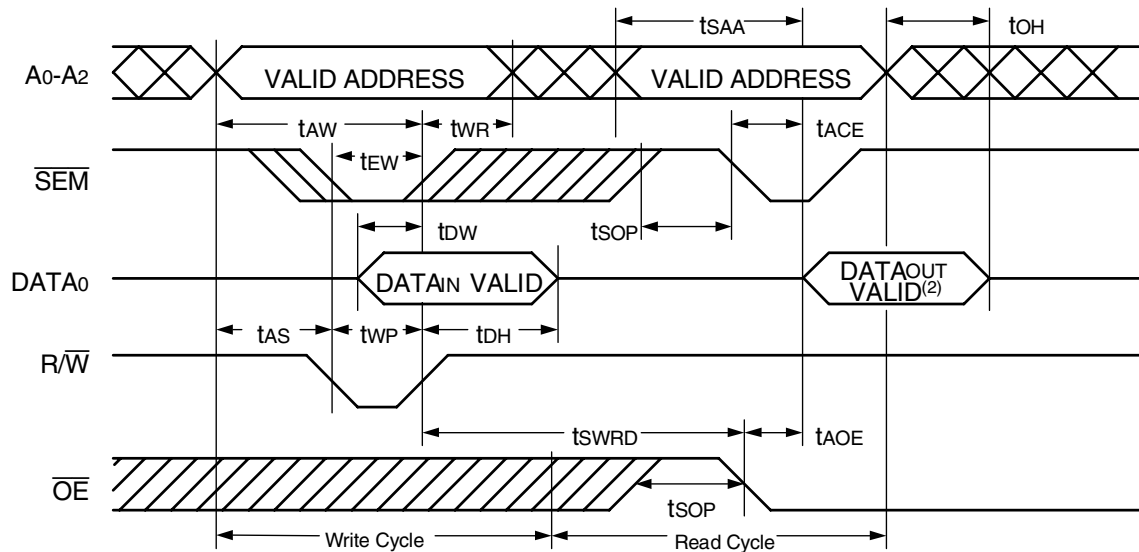 tSAA
tOH
A0-A2
VALID ADDRESS
VALID ADDRESS
tAW
tWR
tACE
tEW
SEM
tDW
tSOP
DATA0
DATAIN VALID
DATAOUT
VALID(2)
tAS
tWP
tDH
R/W
tSWRD
tAOE
OE
tSOP
Write Cycle
Read Cycle